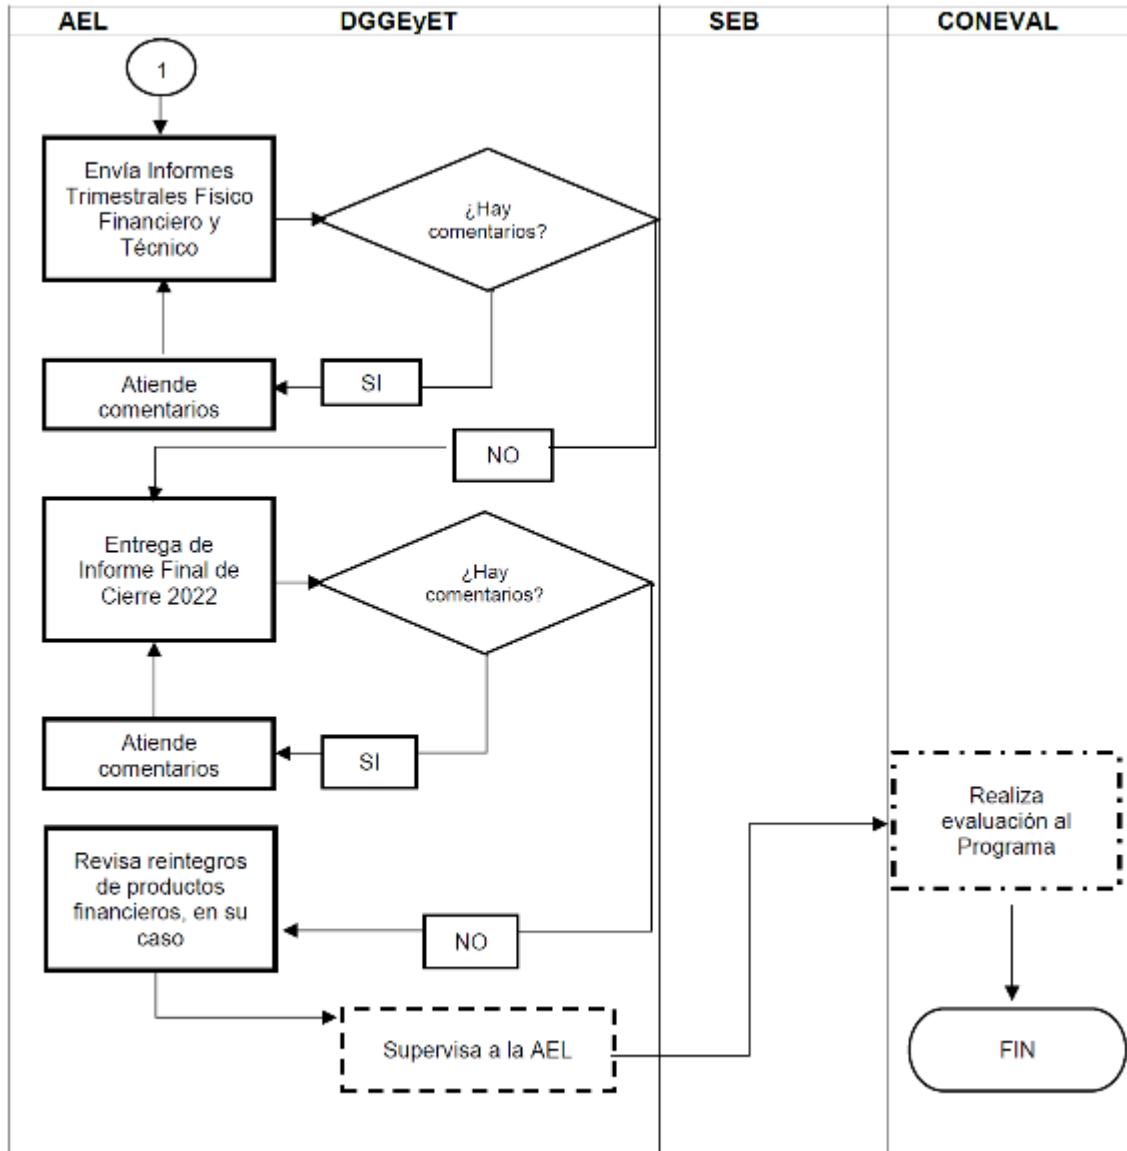 AEL DGGEyET SEB CONEVAL
1
Envía Informes
Trimestrales Físico
Financiero y
Técnico
¿Hay
comentarios?
SI
Atiende
comentarios
NO
Entrega de
Informe Final de
Cierre 2022
¿Hay
comentarios?
Atiende
comentarios
SI
Realiza
evaluación al
Programa
Revisa reintegros
de productos
financieros, en su
caso
NO
Supervisa a la AEL
FIN